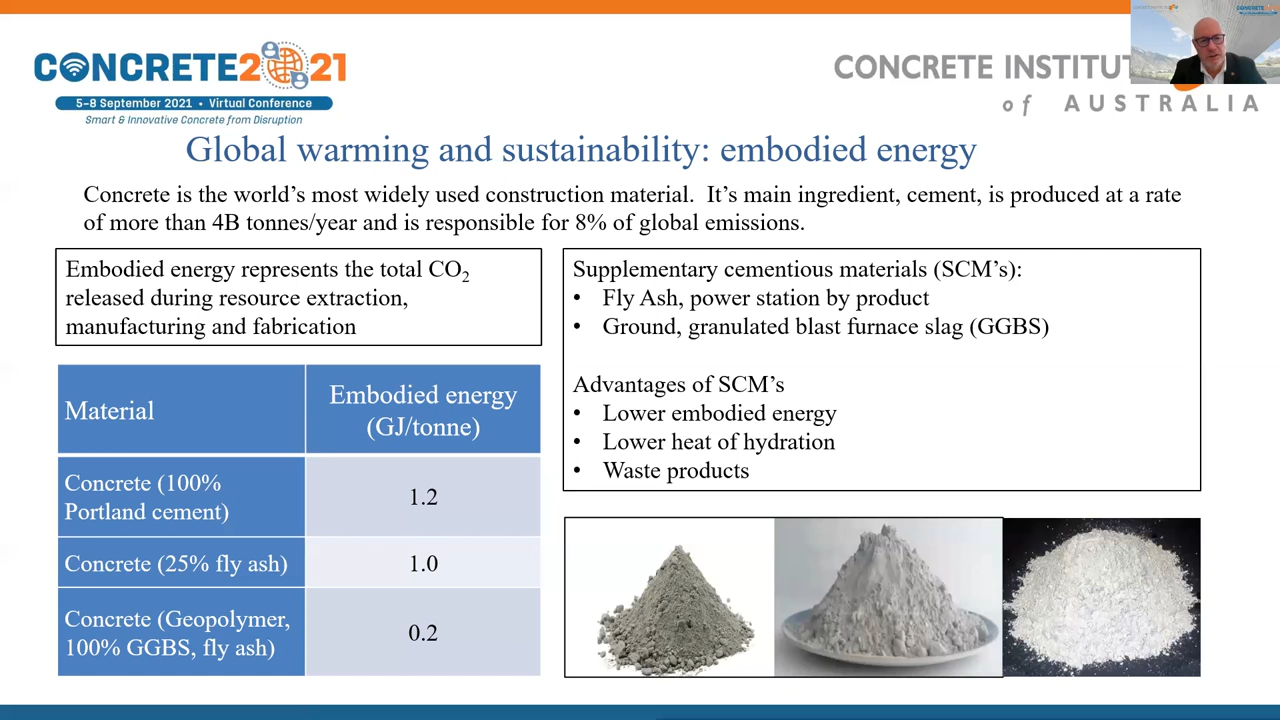 CONCRETE2021
5–8 September 2021 • Virtual Conference
Smart & Innovative Concrete from Disruption
CONCRETE INSTITUT
of AUSTRALIA
Global warming and sustainability: embodied energy
Concrete is the world's most widely used construction material. It's main ingredient, cement, is produced at a rate
of more than 4B tonnes/year and is responsible for 8% of global emissions.
Embodied energy represents the total CO2
released during resource extraction,
manufacturing and fabrication
Material
Embodied energy
(GJ/tonne)
Concrete (100%
Portland cement)
1.2
Concrete (25% fly ash)
1.0
Concrete (Geopolymer,
100% GGBS, fly ash)
0.2
Supplementary cementious materials (SCM's):
• Fly Ash, power station by product
• Ground, granulated blast furnace slag (GGBS)
Advantages of SCM's
• Lower embodied energy
• Lower heat of hydration
• Waste products